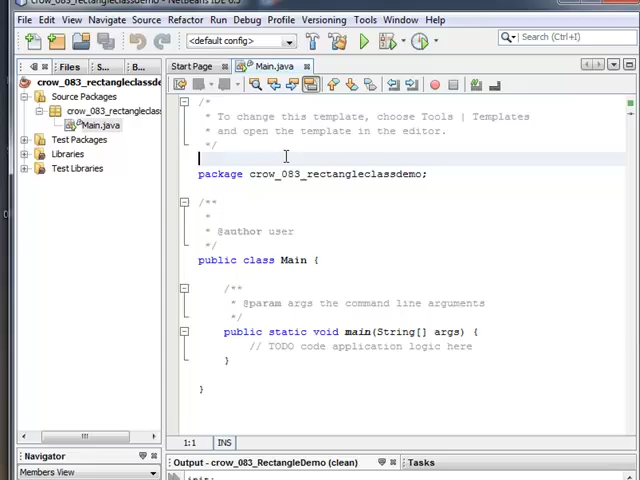 crow_083_rectangleclassdemo - NetBeans IDE 6.5
File Edit View Navigate Source Refactor Run Debug Profile Versioning Tools Window Help
<default config>
Search (Ctrl+I)
Files S...
Start Page Main.java
crow_083_rectangleclassde
Source Packages
crow_083_rectangleclass
Main.java
Test Packages
Libraries
Test Libraries
/*
* To change this template, choose Tools | Templates
* and open the template in the editor.
*/
package crow_083_rectangleclassdemo;
/**
*
* @author user
*/
public class Main {
/**
* @param args the command line arguments
*/
public static void main(String[] args) {
// TODO code application logic here
}
}
1:1 INS
Navigator
Members View
Output - crow_083_RectangleDemo (clean) Tasks
init: